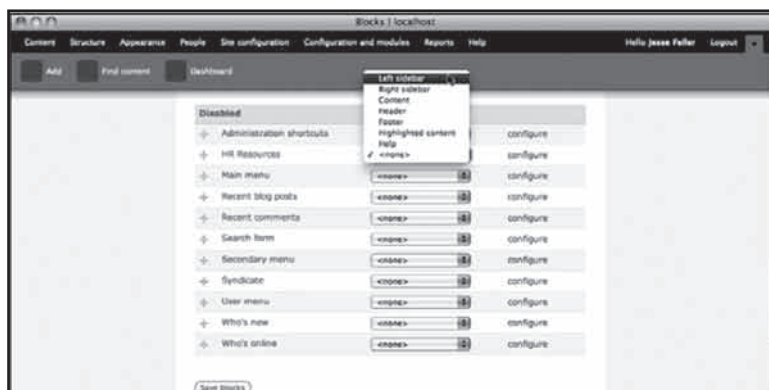 Blocks | localhost
Content Structure Appearance People Site configuration Configuration and modules Reports Help Hello Jesse Feiler Logout
Add Find content Dashboard
Left sidebar
Right sidebar
Content
Header
Footer
Highlighted content
Help
✓ <none>
Disabled
Administration shortcuts configure
HR Resources configure
Main menu <none> configure
Recent blog posts <none> configure
Recent comments <none> configure
Search form <none> configure
Secondary menu <none> configure
Syndicate <none> configure
User menu <none> configure
Who's new <none> configure
Who's online <none> configure
Save blocks